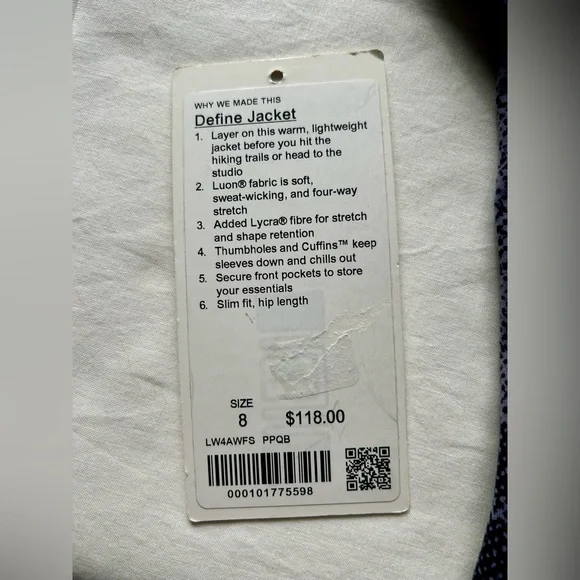 WHY WE MADE THIS
Define Jacket
1. Layer on this warm, lightweight
jacket before you hit the
hiking trails or head to the
studio
2. Luon® fabric is soft,
sweat-wicking, and four-way
stretch
3. Added Lycra® fibre for stretch
and shape retention
4. Thumbholes and Cuffins™ keep
sleeves down and chills out
5. Secure front pockets to store
your essentials
6. Slim fit, hip length
SIZE
8 $118.00
LW4AWFS PPQB
000101775598